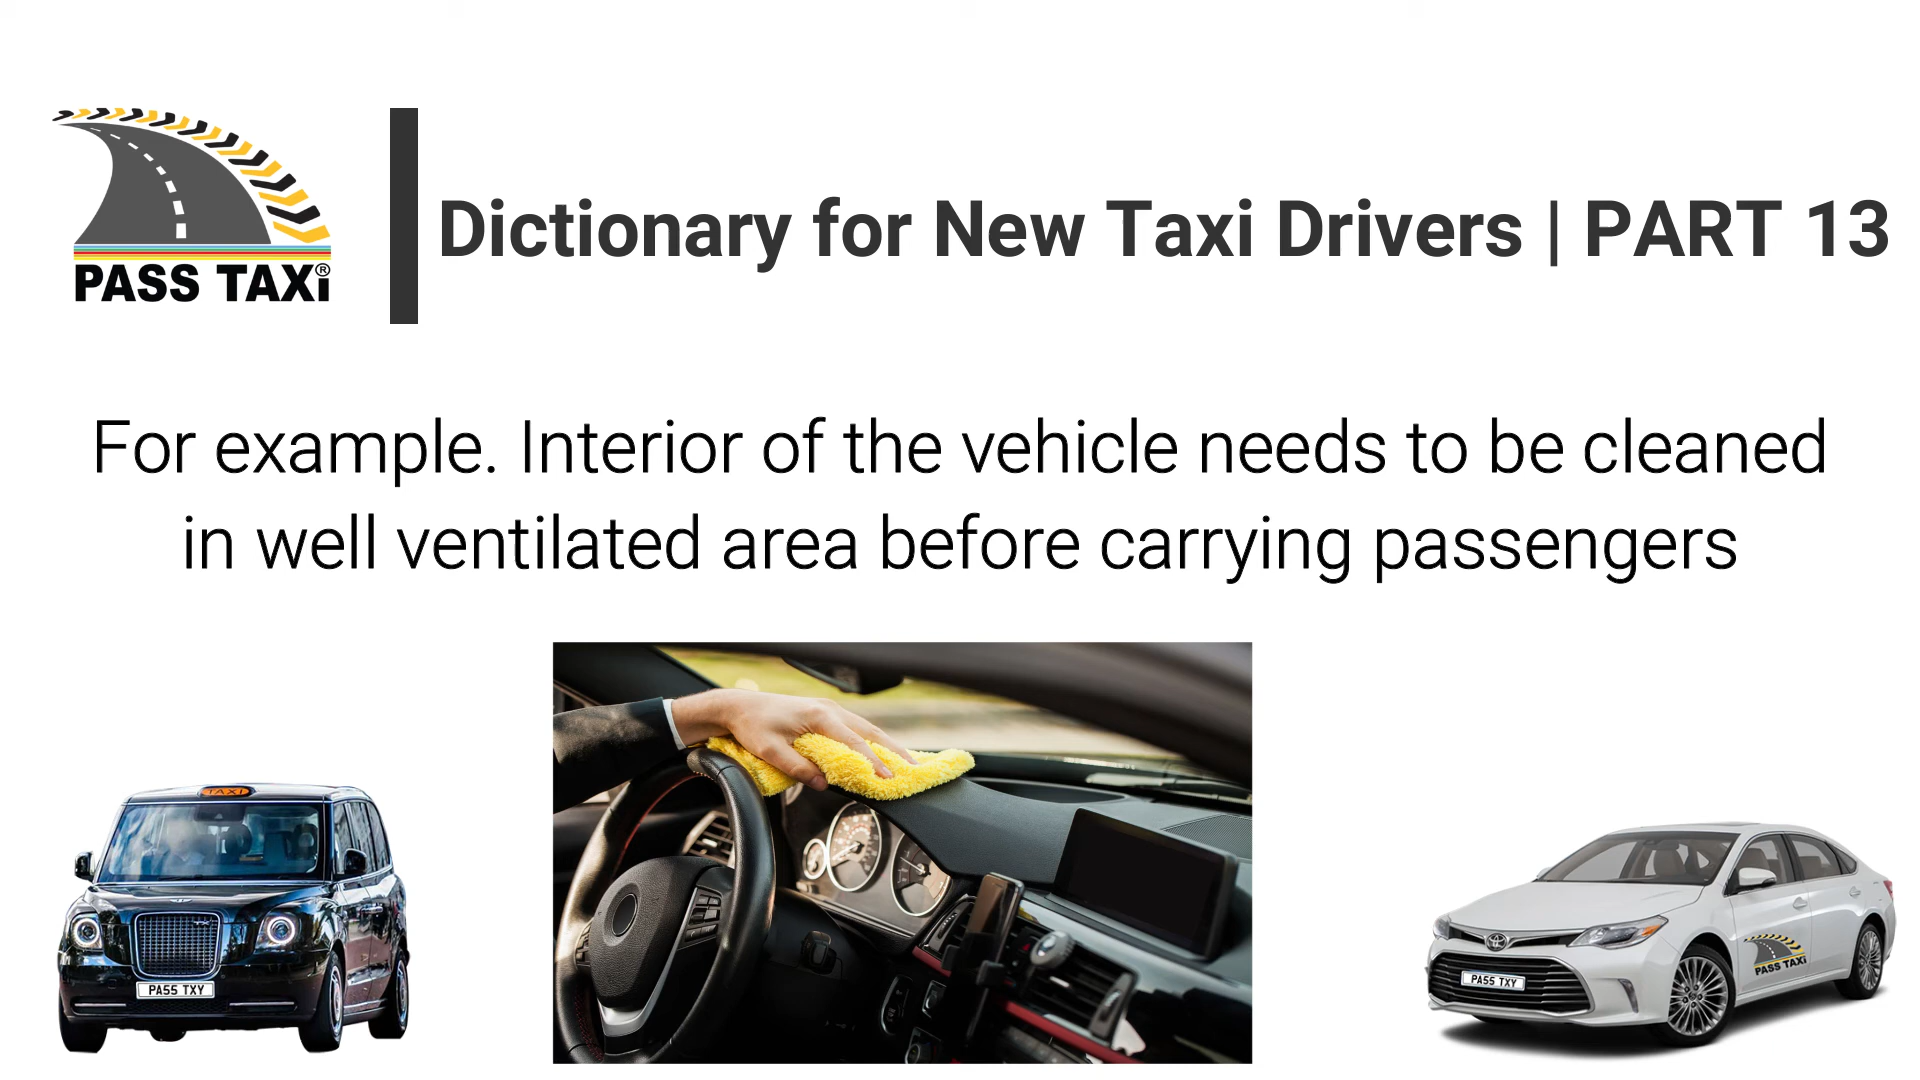 PASS TAXi®
Dictionary for New Taxi Drivers | PART 13
For example. Interior of the vehicle needs to be cleaned
in well ventilated area before carrying passengers
TAXI
PA55 TXY
PA55 TXY
PASS TAXi